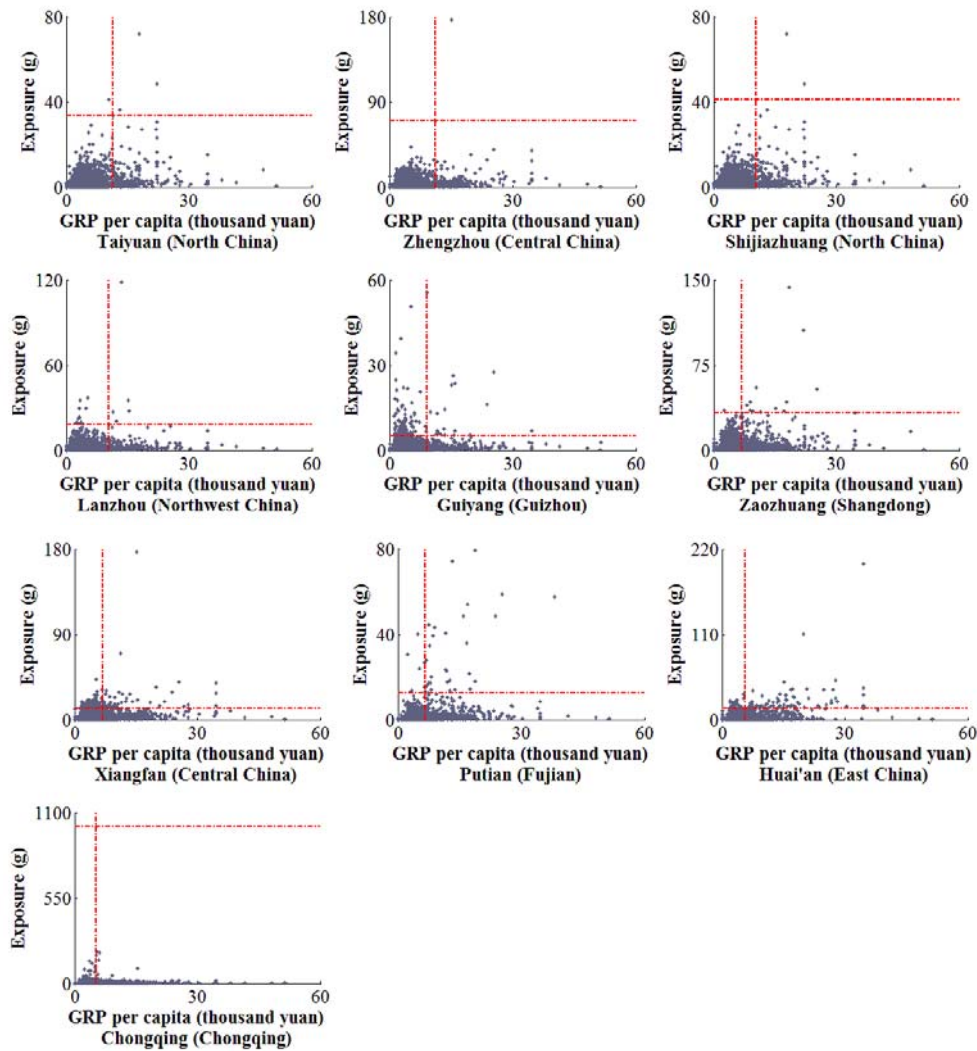 80
40
0
Exposure (g)
0 30 60
GRP per capita (thousand yuan)
Taiyuan (North China)
180
90
0
Exposure (g)
0 30 60
GRP per capita (thousand yuan)
Zhengzhou (Central China)
80
40
0
Exposure (g)
0 30 60
GRP per capita (thousand yuan)
Shijiazhuang (North China)
120
60
0
Exposure (g)
0 30 60
GRP per capita (thousand yuan)
Lanzhou (Northwest China)
60
30
0
Exposure (g)
0 30 60
GRP per capita (thousand yuan)
Guiyang (Guizhou)
150
75
0
Exposure (g)
0 30 60
GRP per capita (thousand yuan)
Zaozhuang (Shangdong)
180
90
0
Exposure (g)
0 30 60
GRP per capita (thousand yuan)
Xiangfan (Central China)
80
40
0
Exposure (g)
0 30 60
GRP per capita (thousand yuan)
Putian (Fujian)
220
110
0
Exposure (g)
0 30 60
GRP per capita (thousand yuan)
Huai'an (East China)
1100
550
0
Exposure (g)
0 30 60
GRP per capita (thousand yuan)
Chongqing (Chongqing)